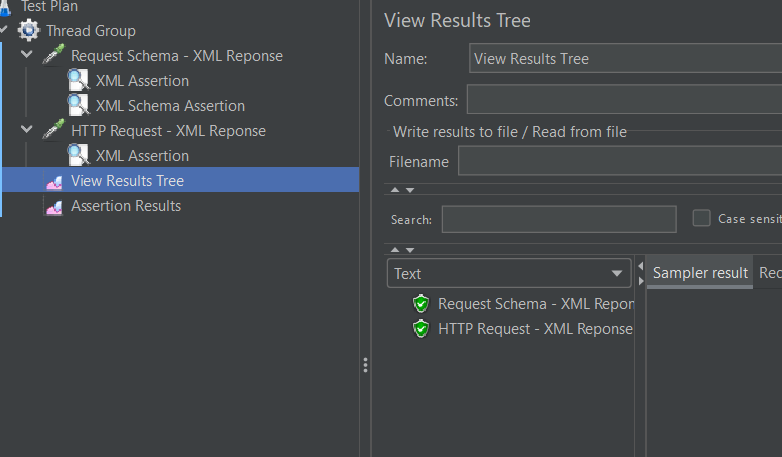 Test Plan
Thread Group
Request Schema - XML Reponse
XML Assertion
XML Schema Assertion
HTTP Request - XML Reponse
XML Assertion
View Results Tree
Assertion Results
View Results Tree
Name: View Results Tree
Comments:
Write results to file / Read from file
Filename
Search: Case sensit
Text
Sampler result Rec
Request Schema - XML Repon
HTTP Request - XML Reponse